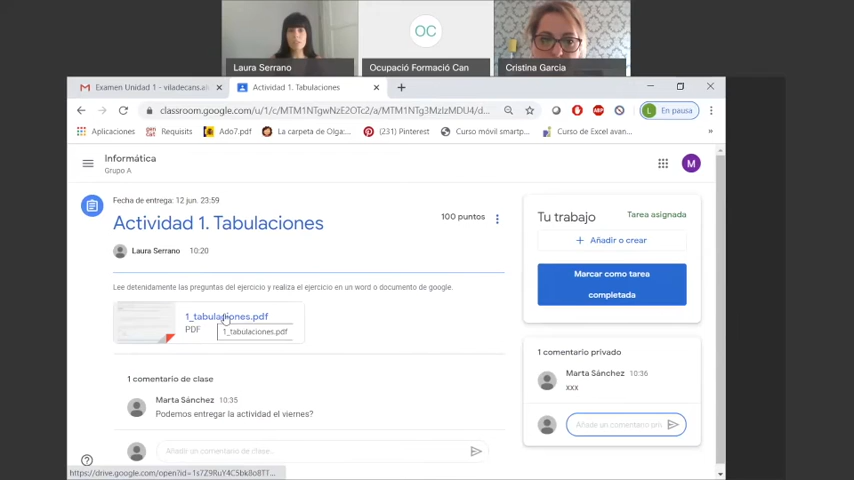 OC
Laura Serrano
Ocupació Formació Can
Cristina Garcia
Examen Unidad 1 - viladecans.al
Actividad 1. Tabulaciones
classroom.google.com/u/1/c/MTM1NTgwNzE2OTc2/a/MTM1NTg3MzIzMDU4/d...
L
En pausa
Aplicaciones
gen
cat
Requisits
Ado7.pdf
La carpeta de Olga:...
(231) Pinterest
Curso móvil smartp...
Curso de Excel avan...
»
Informática
Grupo A
M
Fecha de entrega: 12 jun. 23:59
Actividad 1. Tabulaciones
100 puntos
Laura Serrano 10:20
Lee detenidamente las preguntas del ejercicio y realiza el ejercicio en un word o documento de google.
1_tabulaciones.pdf
PDF
1_tabulaciones.pdf
1 comentario de clase
Marta Sánchez 10:35
Podemos entregar la actividad el viernes?
Añadir un comentario de clase...
Tu trabajo
Tarea asignada
+ Añadir o crear
Marcar como tarea
completada
1 comentario privado
Marta Sánchez 10:36
xxx
Añade un comentario pri
https://drive.google.com/open?id=1s7Z9RuY4C5bk8o8TT...